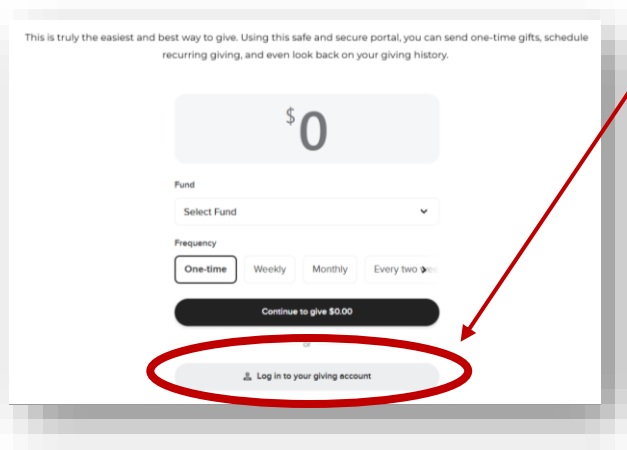 This is truly the easiest and best way to give. Using this safe and secure portal, you can send one-time gifts, schedule
recurring giving, and even look back on your giving history.
$0
Fund
Select Fund
Frequency
One-time Weekly Monthly Every two
Continue to give $0.00
or
Log in to your giving account